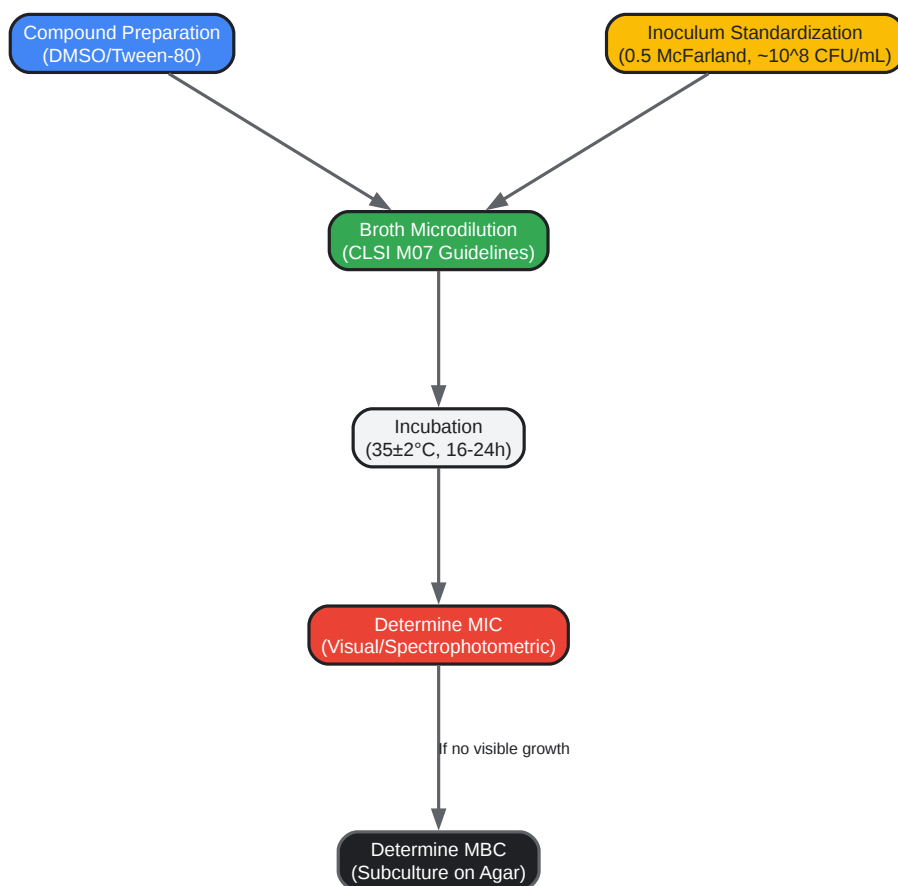 Compound Preparation
(DMSO/Tween-80)
Inoculum Standardization
(0.5 McFarland, ~10^8 CFU/mL)
Broth Microdilution
(CLSI M07 Guidelines)
Incubation
(35±2°C, 16-24h)
Determine MIC
(Visual/Spectrophotometric)
If no visible growth
Determine MBC
(Subculture on Agar)